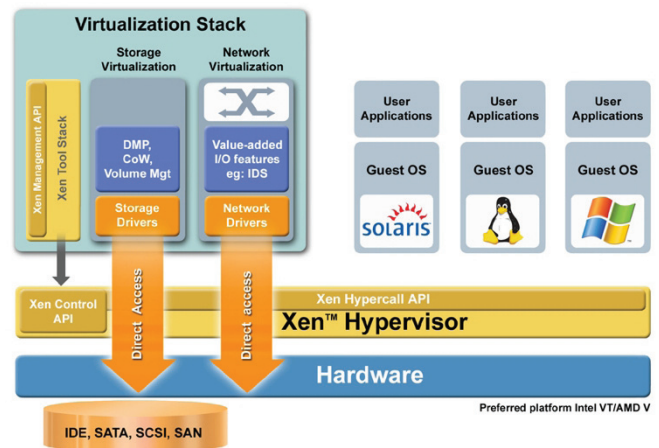 Virtualization Stack
Storage
Virtualization
Network
Virtualization
Xen Management API
Xen Tool Stack
DMP,
CoW,
Volume Mgt
Value-added
I/O features
eg: IDS
Storage
Drivers
Network
Drivers
User
Applications
User
Applications
User
Applications
Guest OS
Guest OS
Guest OS
solaris
Direct Access
Direct access
Xen Control
API
Xen Hypercall API
Xen™ Hypervisor
Hardware
Preferred platform Intel VT/AMD V
IDE, SATA, SCSI, SAN